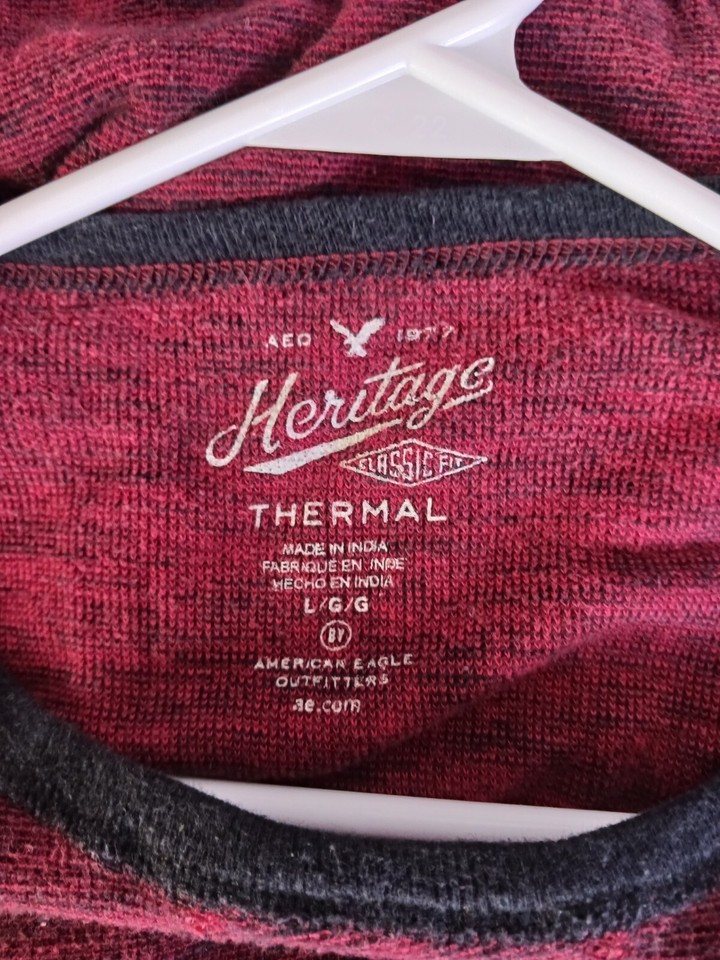 AEO 1977
Heritage
CLASSIC FIT
THERMAL
MADE IN INDIA
FABRIQUE EN INDE
HECHO EN INDIA
L/G/G
BY
AMERICAN EAGLE
OUTFITTERS
ae.com